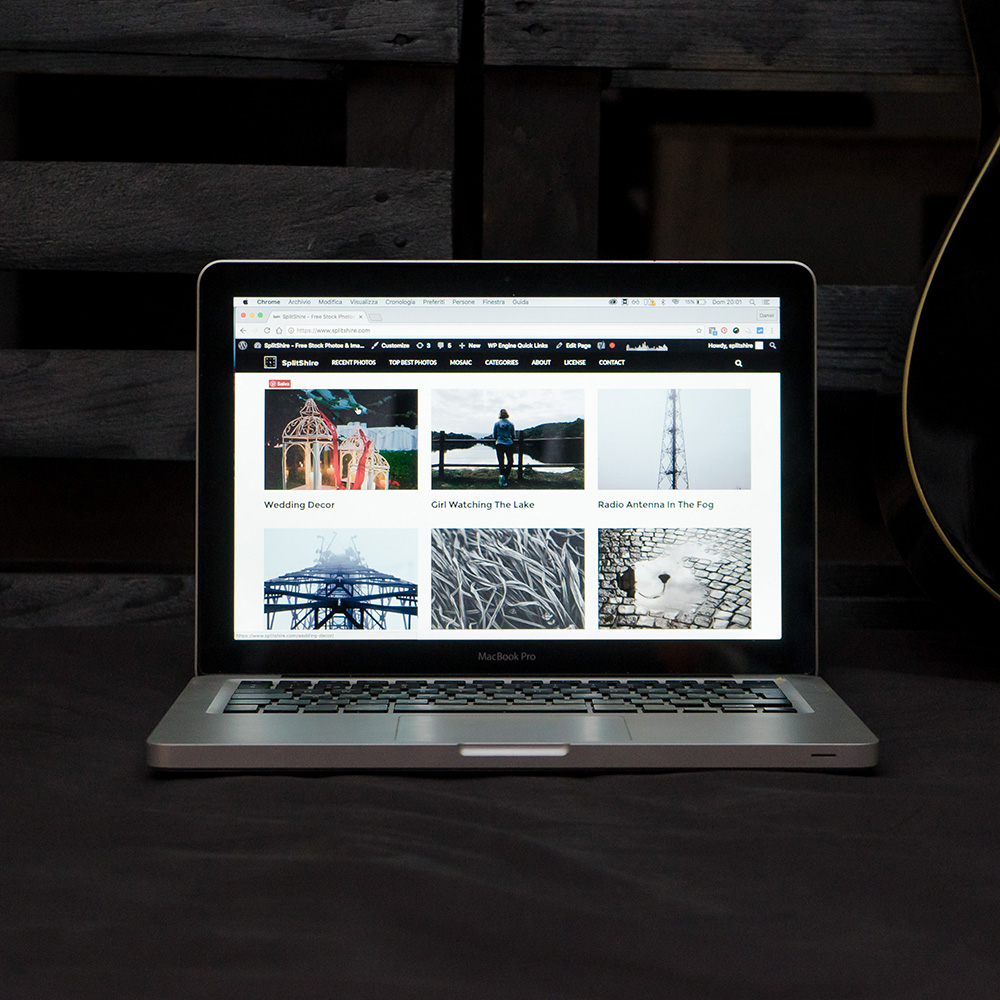 Chrome Archivio Modifica Visualizza Cronologia Preferiti Persone Finestra Guida 15% Dom 20:01
SplitShire - Free Stock Photos Daniel
https://www.splitshire.com
SplitShire - Free Stock Photos & Ima... Customize 3 5 New WP Engine Quick Links Edit Page Howdy, splitshire
SplitShire RECENT PHOTOS TOP BEST PHOTOS MOSAIC CATEGORIES ABOUT LICENSE CONTACT
Salva
Wedding Decor Girl Watching The Lake Radio Antenna In The Fog
https://www.splitshire.com/wedding-decor/
MacBook Pro